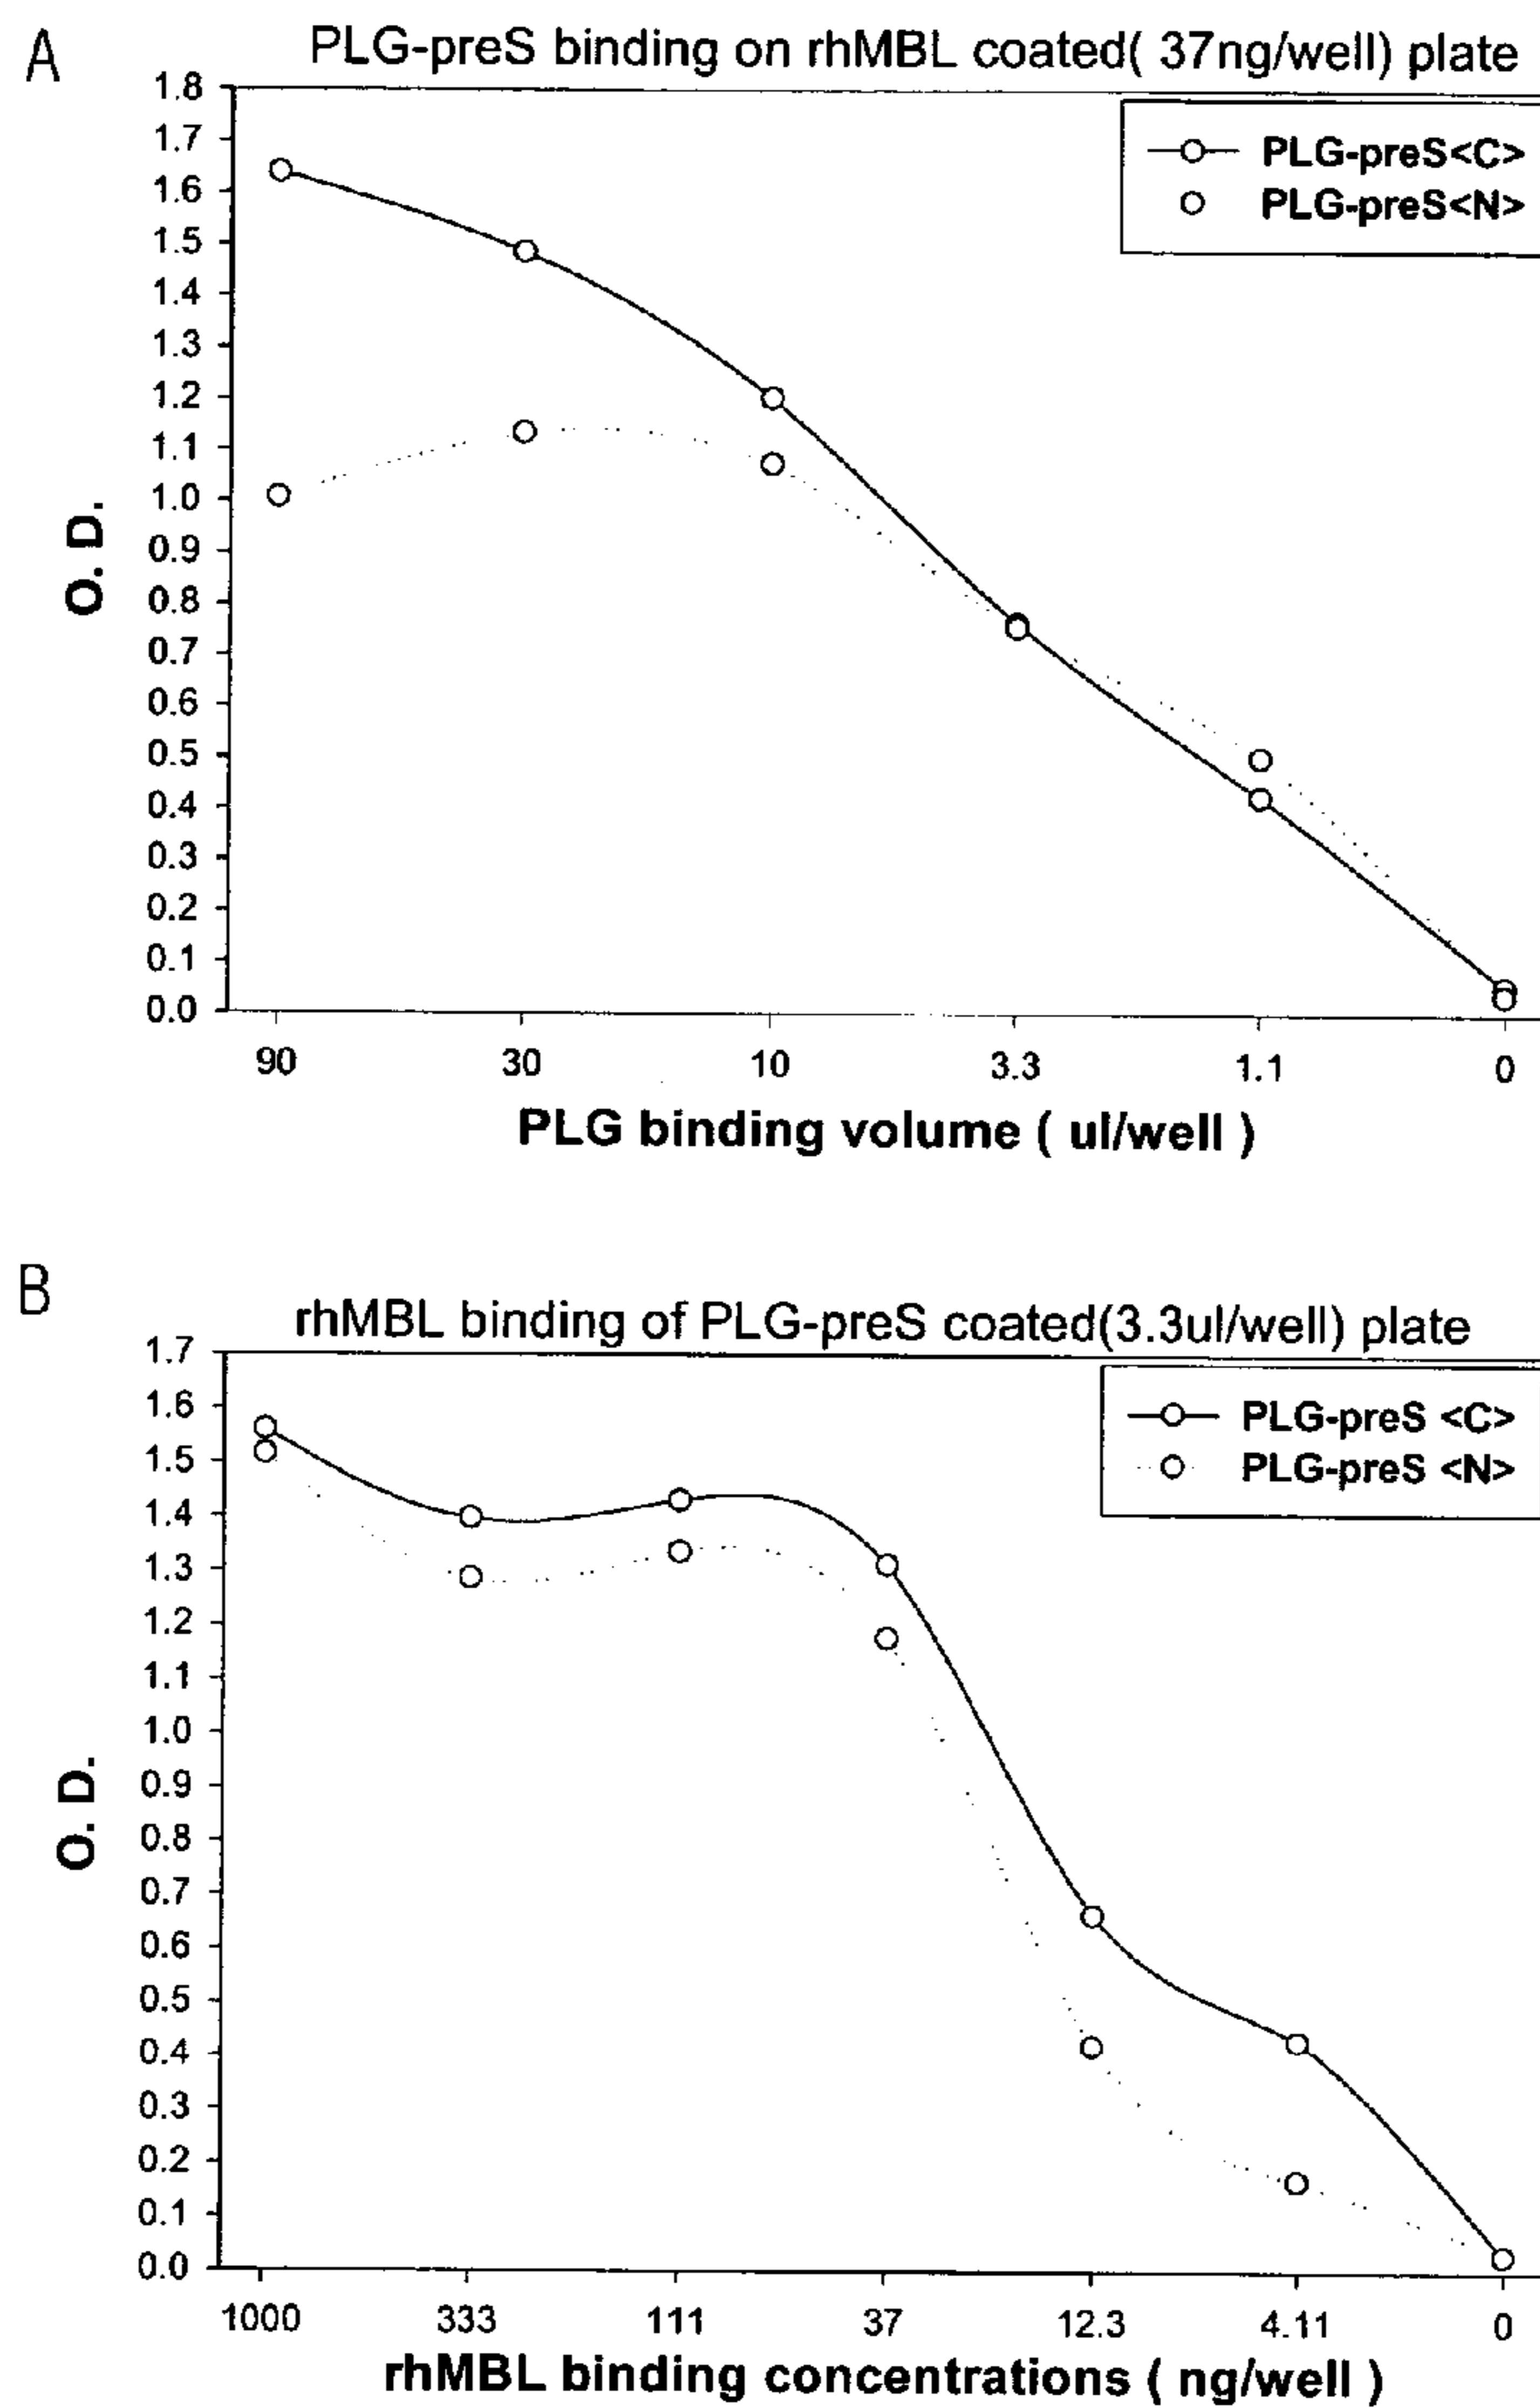 A
PLG-preS binding on rhMBL coated( 37ng/well) plate
PLG-preS<C>
PLG-preS<N>
1.8
1.7
1.6
1.5
1.4
1.3
1.2
1.1
1.0
0.9
0.8
0.7
0.6
0.5
0.4
0.3
0.2
0.1
0.0
O. D.
90 30 10 3.3 1.1 0
PLG binding volume ( ul/well )
B
rhMBL binding of PLG-preS coated(3.3ul/well) plate
PLG-preS <C>
PLG-preS <N>
1.7
1.6
1.5
1.4
1.3
1.2
1.1
1.0
0.9
0.8
0.7
0.6
0.5
0.4
0.3
0.2
0.1
0.0
O. D.
1000 333 111 37 12.3 4.11 0
rhMBL binding concentrations ( ng/well )